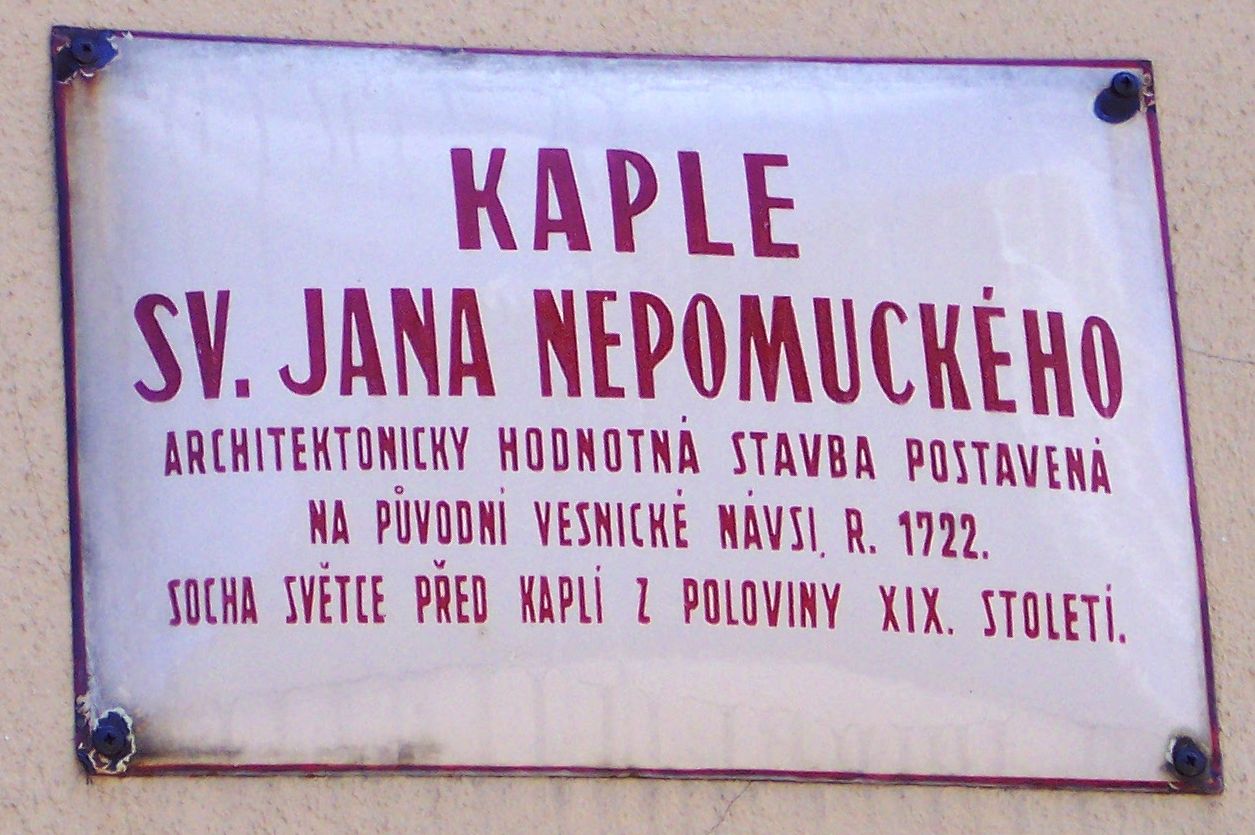 KAPLE
SV. JANA NEPOMUCKÉHO
ARCHITEKTONICKY HODNOTNÁ STAVBA POSTAVENÁ
NA PŮVODNÍ VESNICKÉ NÁVSI, R. 1722.
SOCHA SVĚTCE PŘED KAPLÍ Z POLOVINY XIX. STOLETÍ.